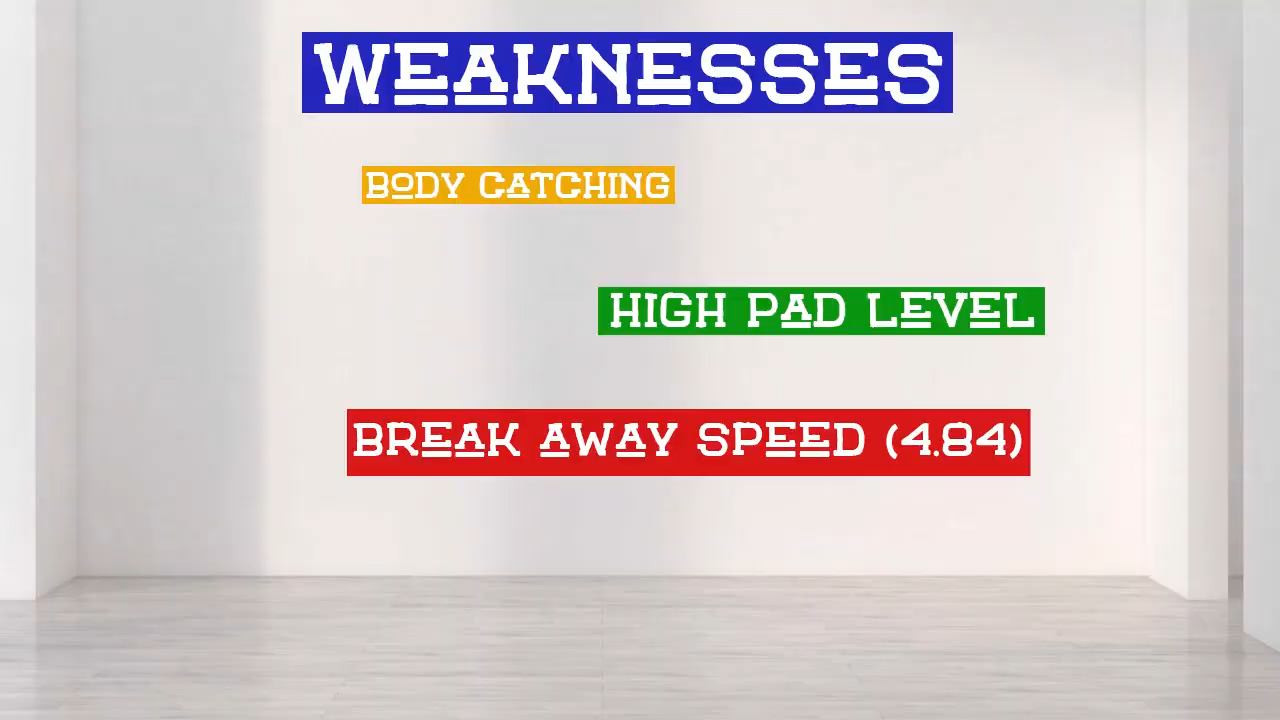 WEAKNESSES
BODY CATCHING
HIGH PAD LEVEL
BREAK AWAY SPEED (4.84)